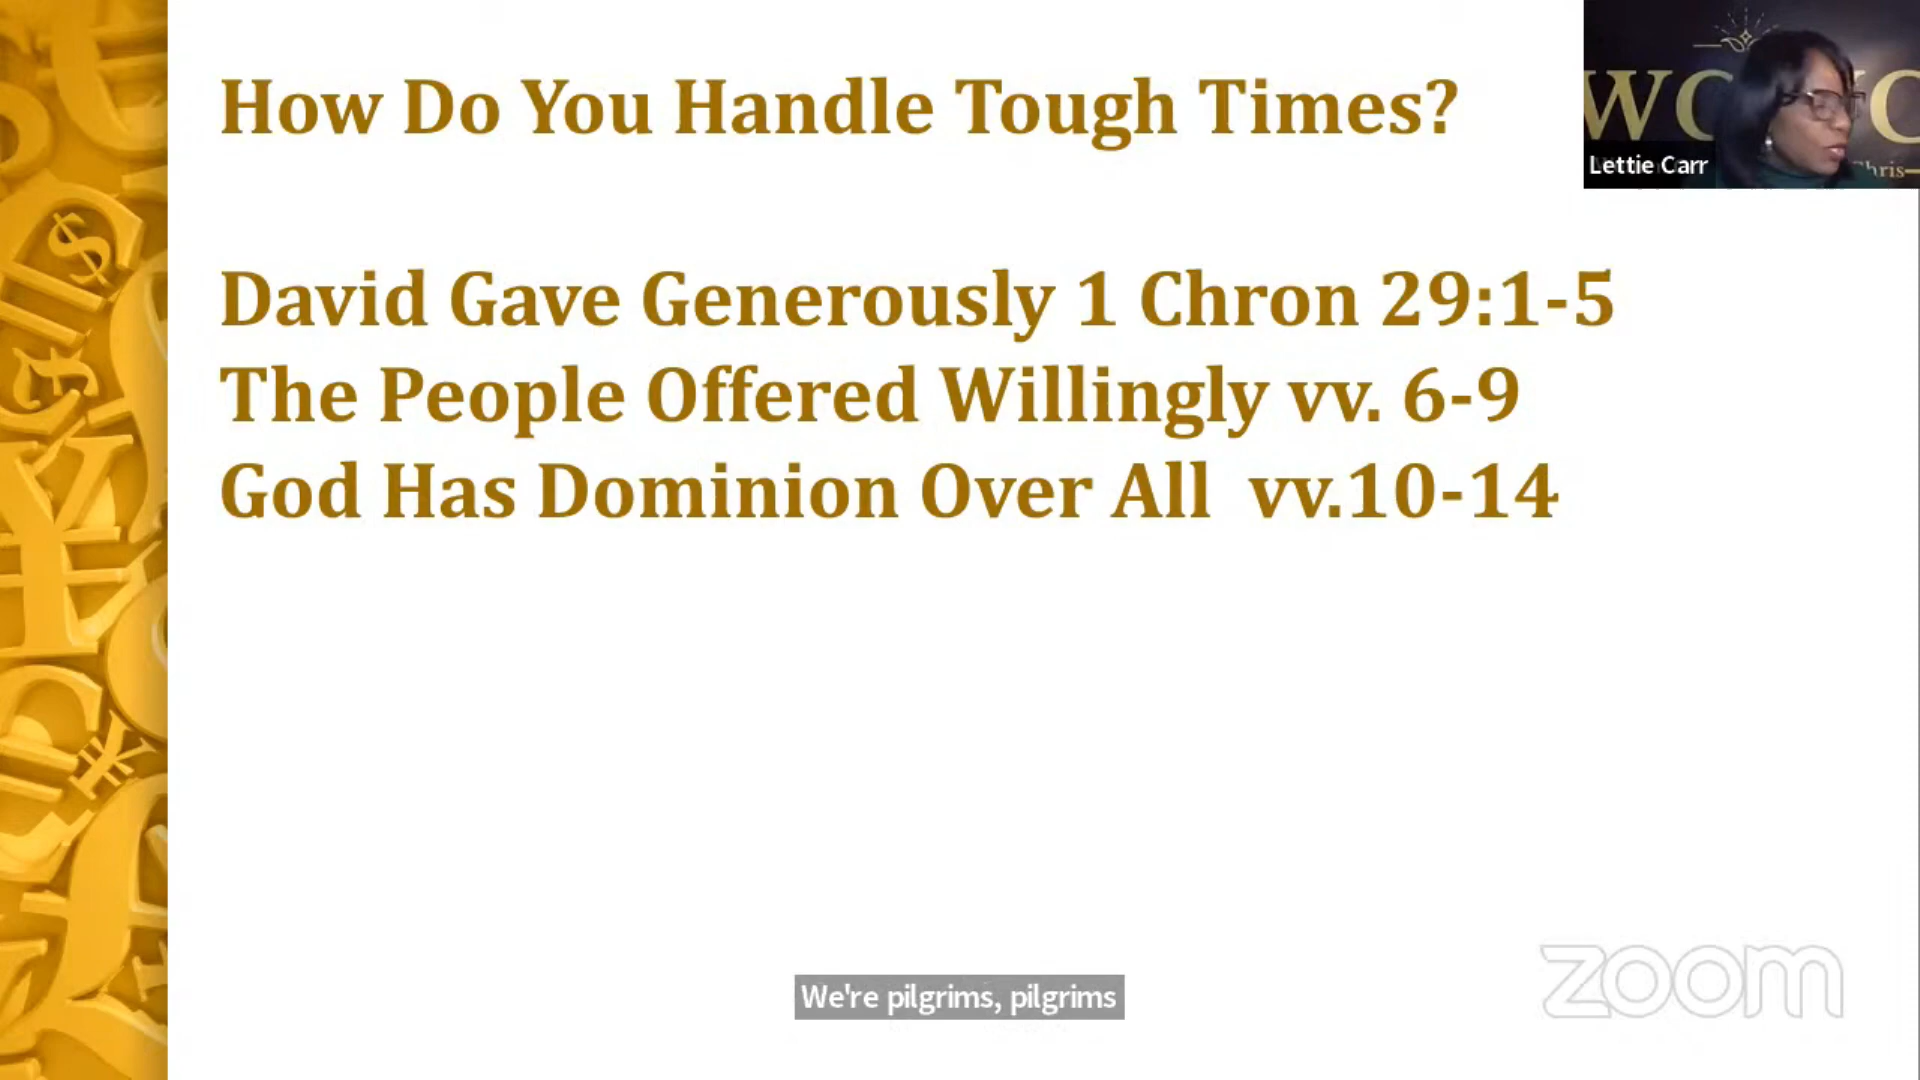 How Do You Handle Tough Times?
Lettie Carr
David Gave Generously 1 Chron 29:1-5
The People Offered Willingly vv. 6-9
God Has Dominion Over All  vv.10-14
We're pilgrims, pilgrims
zoom